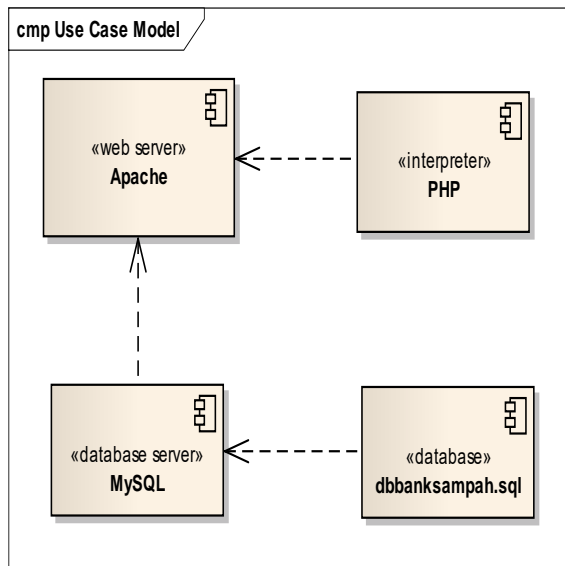 cmp Use Case Model
«web server»
Apache
«interpreter»
PHP
«database server»
MySQL
«database»
dbbanksampah.sql